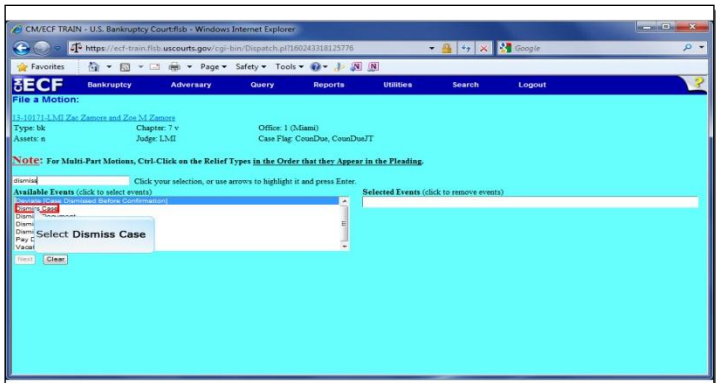 CM/ECF TRAIN - U.S. Bankruptcy Court:flsb - Windows Internet Explorer
https://ecf-train.flsb.uscourts.gov/cgi-bin/Dispatch.pl?160243318125776
Google
Favorites Page Safety Tools
ECF Bankruptcy Adversary Query Reports Utilities Search Logout ?
File a Motion:
13-10171-LMI Zac Zamore and Zoe M Zamore
Type: bk Chapter: 7 v Office: 1 (Miami)
Assets: n Judge: LMI Case Flag: CounDue, CounDueJT
Note: For Multi-Part Motions, Ctrl-Click on the Relief Types in the Order that they Appear in the Pleading.
dismiss Click your selection, or use arrows to highlight it and press Enter.
Available Events (click to select events) Selected Events (click to remove events)
Deviate (Case Dismissed Before Confirmation)
Dismiss Case
Dismi Document
Dismi
Dismi
Pay D
Vacat
Select Dismiss Case
Next Clear